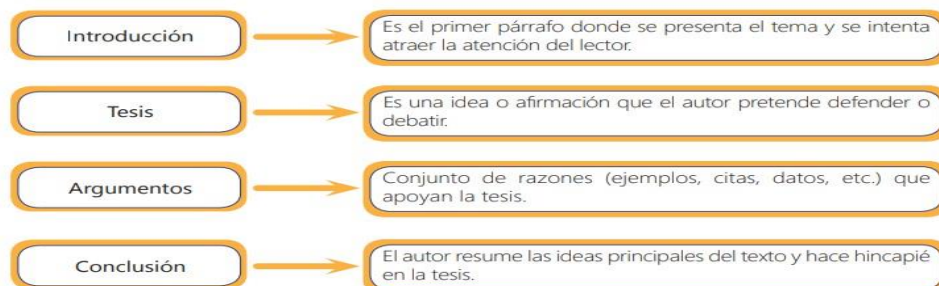 Introducción
Es el primer párrafo donde se presenta el tema y se intenta
atraer la atención del lector.
Tesis
Es una idea o afirmación que el autor pretende defender o
debatir.
Argumentos
Conjunto de razones (ejemplos, citas, datos, etc.) que
apoyan la tesis.
Conclusión
El autor resume las ideas principales del texto y hace hincapié
en la tesis.